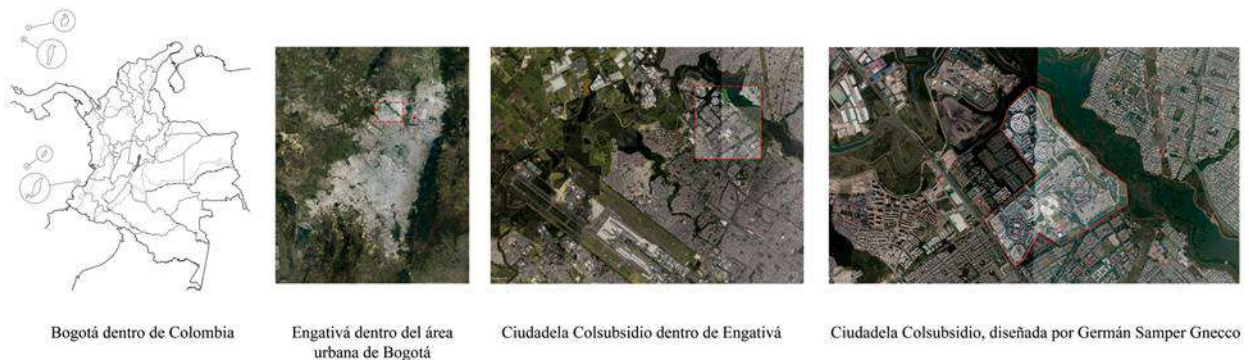 Bogotá dentro de Colombia
Engativá dentro del área
urbana de Bogotá
Ciudadela Colsubsidio dentro de Engativá
Ciudadela Colsubsidio, diseñada por Germán Samper Gnecco